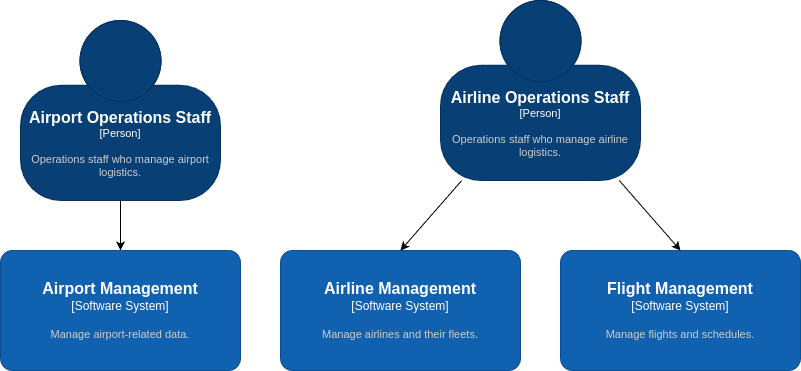 Airport Operations Staff
[Person]
Operations staff who manage airport
logistics.
Airline Operations Staff
[Person]
Operations staff who manage airline
logistics.
Airport Management
[Software System]
Manage airport-related data.
Airline Management
[Software System]
Manage airlines and their fleets.
Flight Management
[Software System]
Manage flights and schedules.